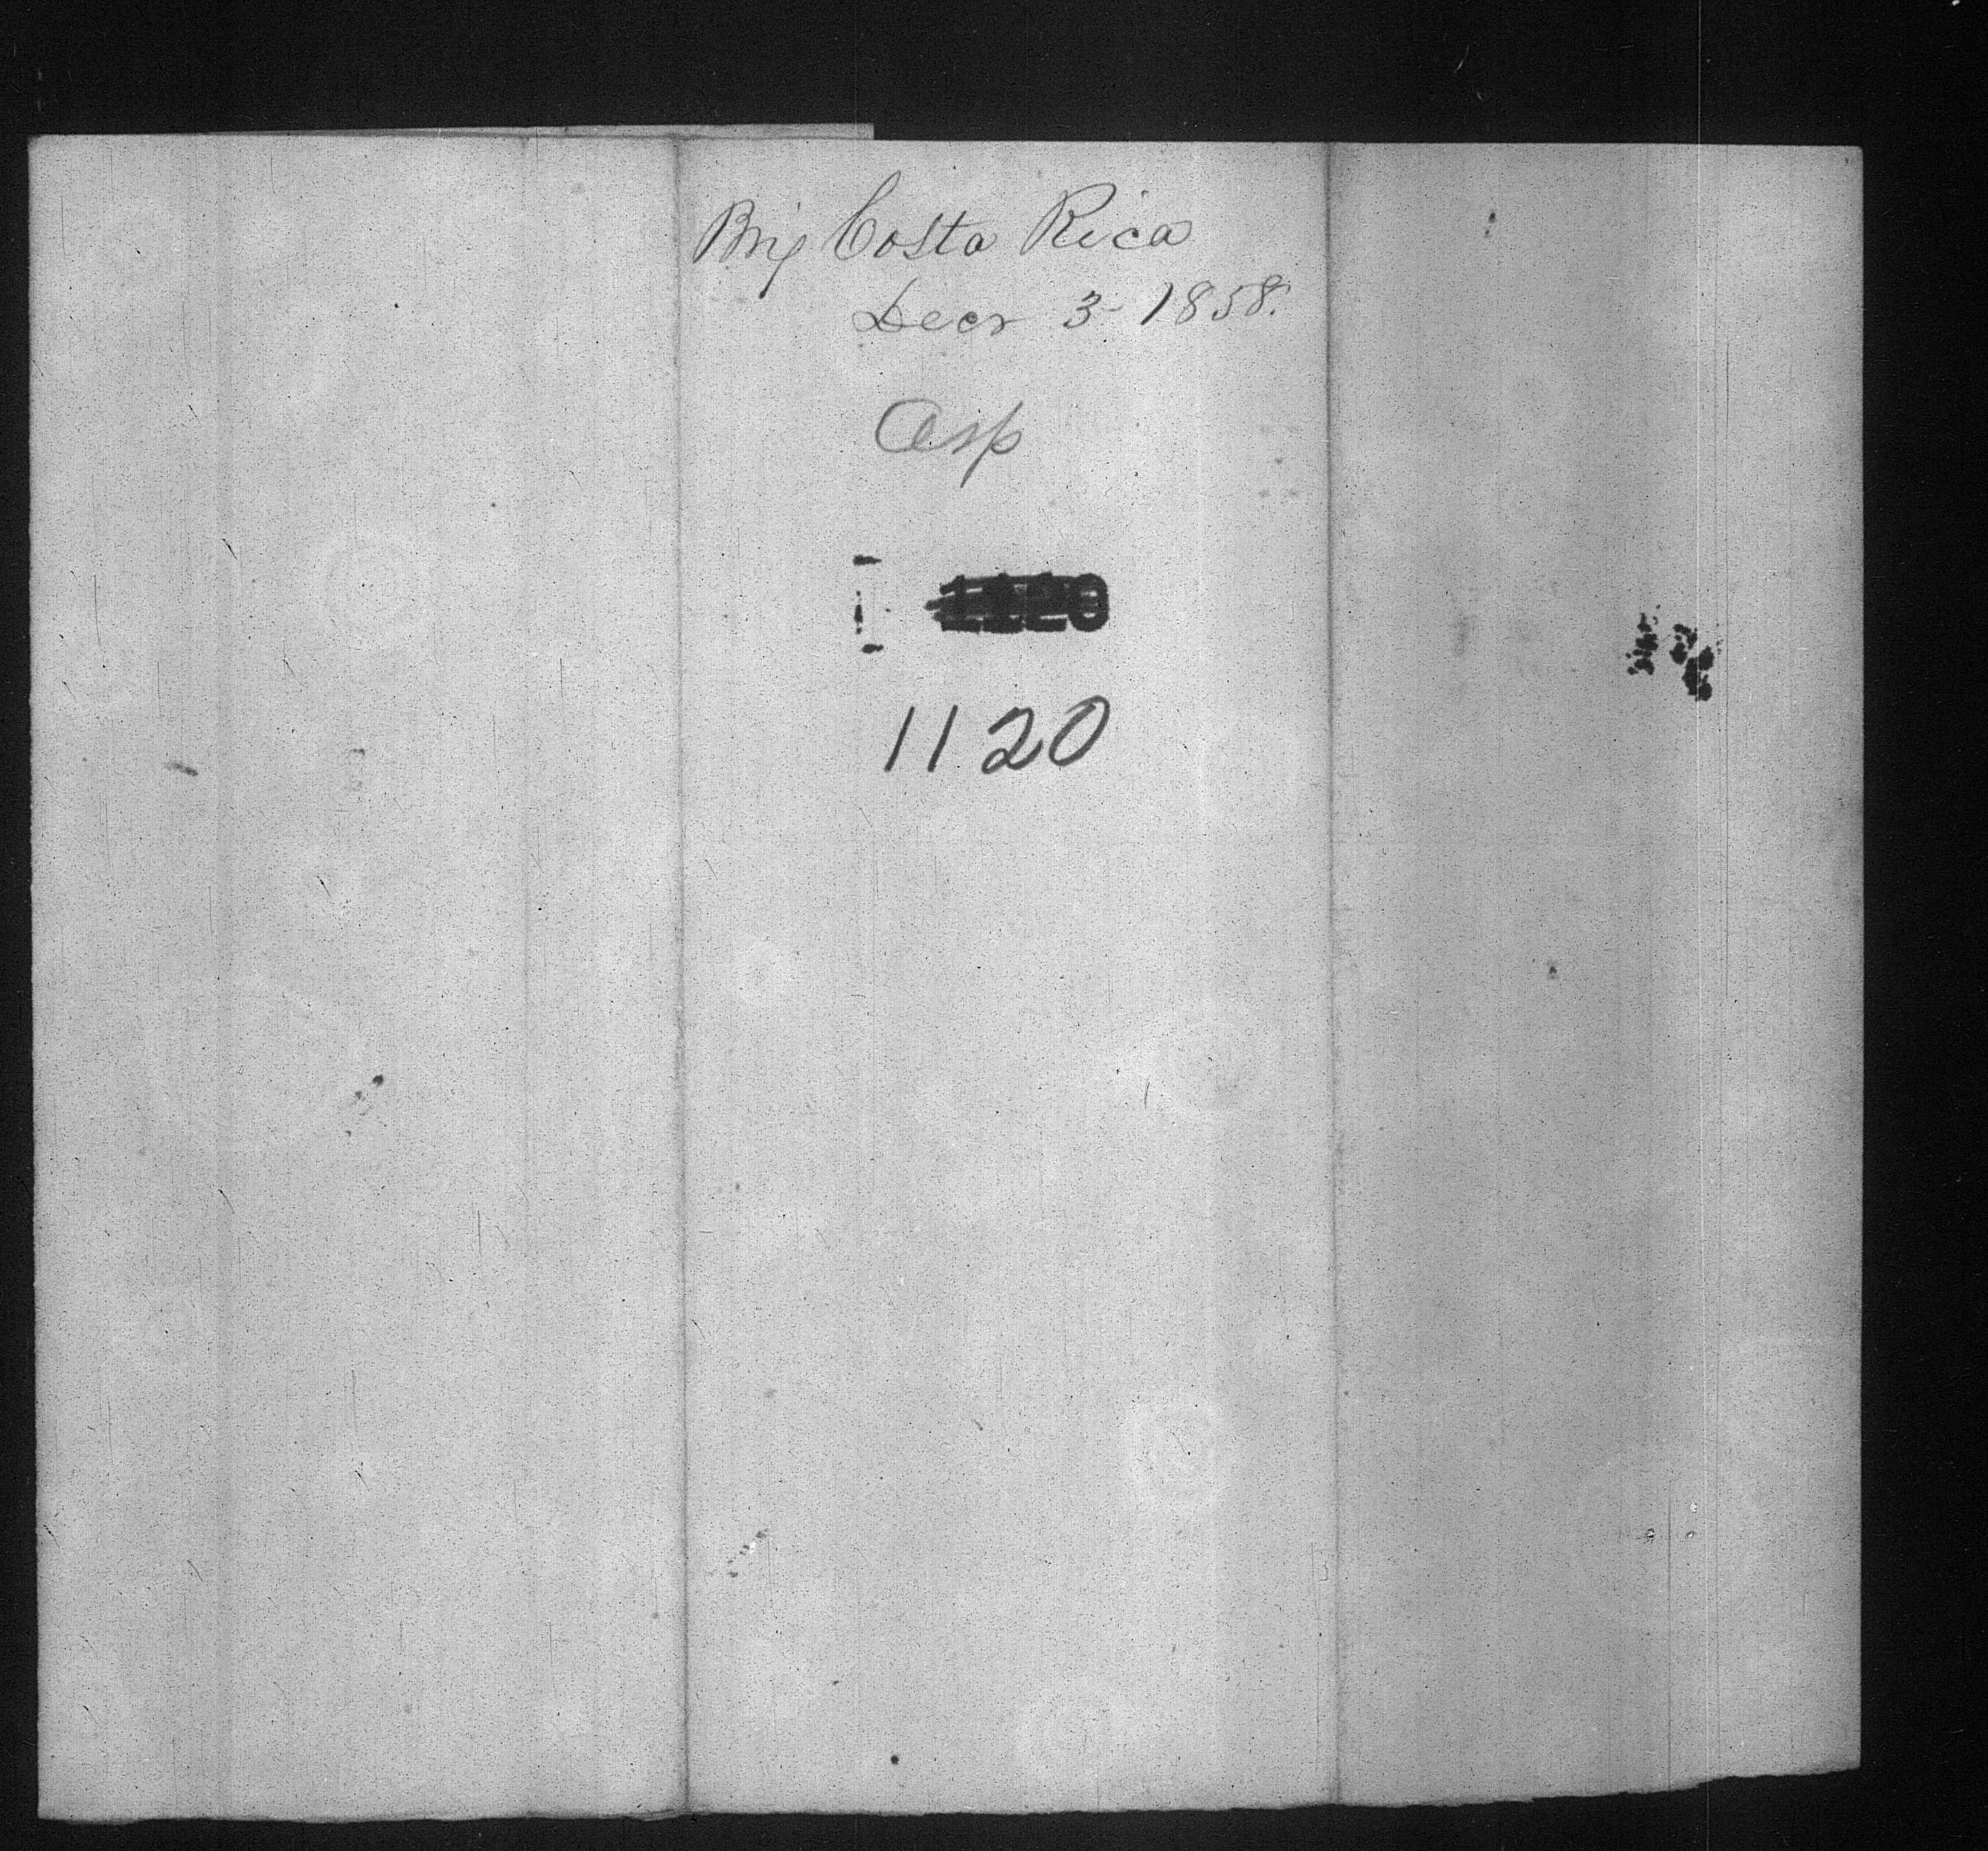 Brig Costa Rica
Decr 3- 1858.
Asp
1120